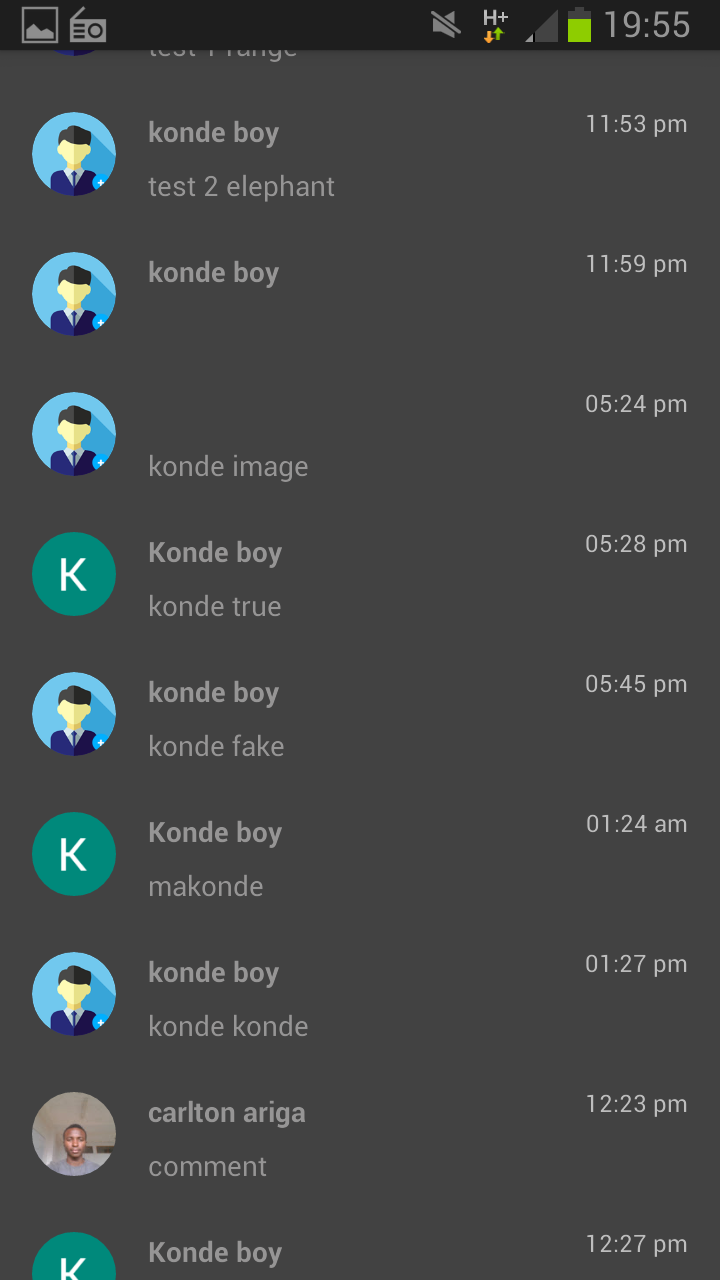 H+
19:55
test 1 range
konde boy
11:53 pm
test 2 elephant
konde boy
11:59 pm
05:24 pm
konde image
Konde boy
05:28 pm
K
konde true
konde boy
05:45 pm
konde fake
Konde boy
01:24 am
K
makonde
konde boy
01:27 pm
konde konde
carlton ariga
12:23 pm
comment
Konde boy
12:27 pm
K